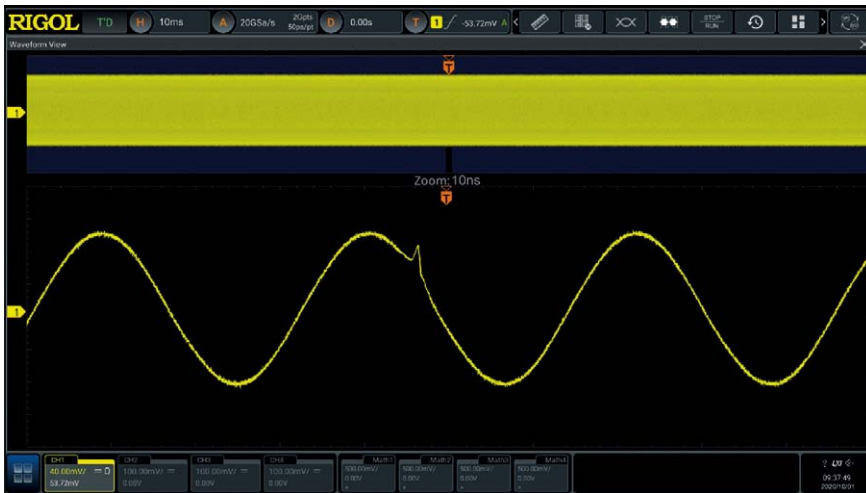 RIGOL T'D H 10ms A 20GSa/s 2Gpts 50ps/pt D 0.00s T 1 -53.72mV A STOP RUN
Waveform View
T
1
Zoom:10ns
T
1
CH1 CH2 CH3 CH4 Math1 Math2 Math3 Math4
40.00mV/ 100.00mV/ 100.00mV/ 100.00mV/ 500.00mV/ 500.00mV/ 500.00mV/ 500.00mV/
53.72mV 0.00V 0.00V 0.00V 0.00V 0.00V 0.00V 0.00V
09:37:49
2020/10/01